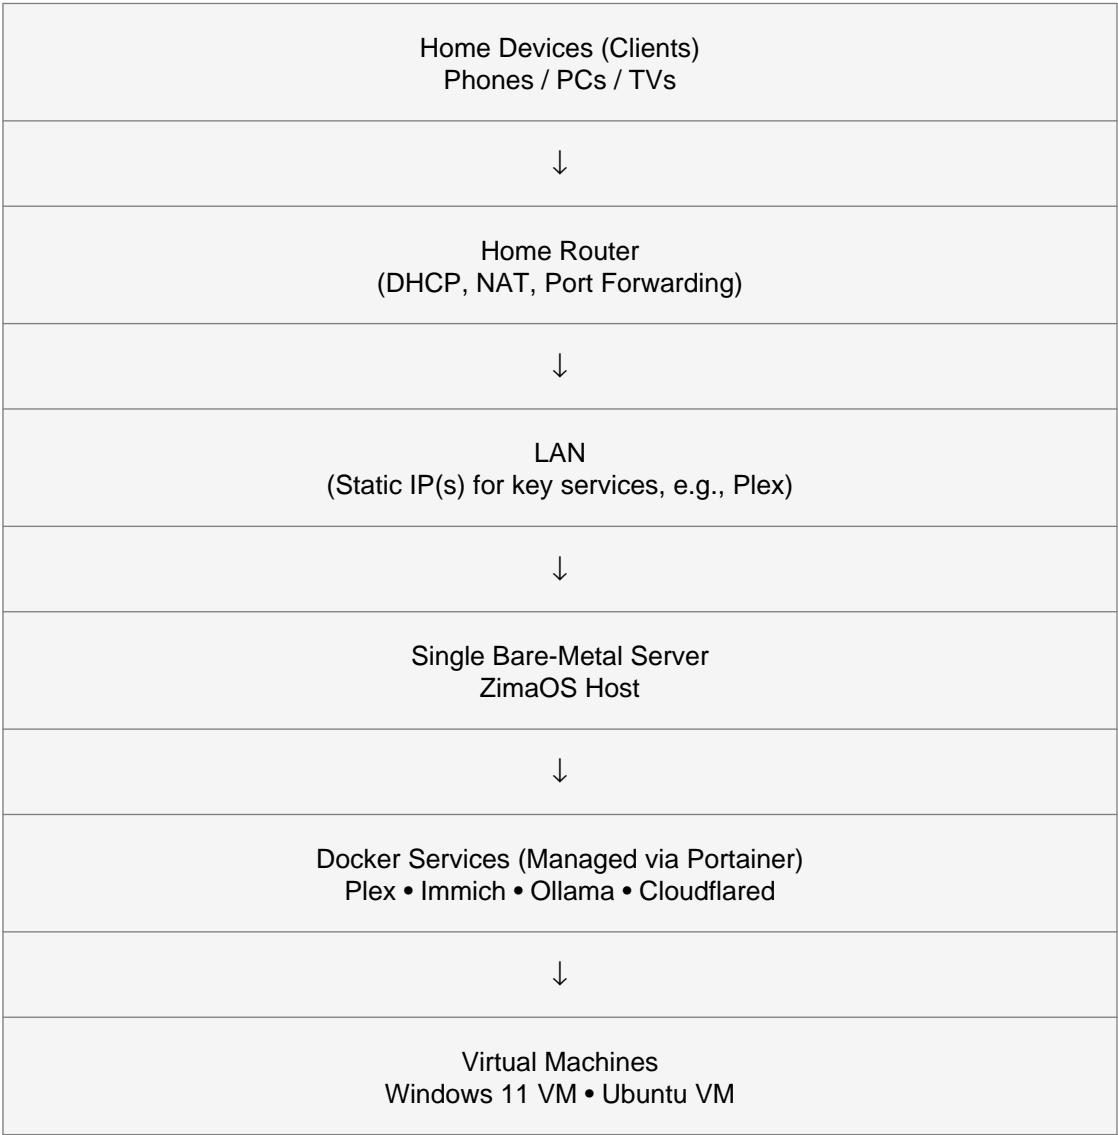 Home Devices (Clients)
Phones / PCs / TVs
↓
Home Router
(DHCP, NAT, Port Forwarding)
↓
LAN
(Static IP(s) for key services, e.g., Plex)
↓
Single Bare-Metal Server
ZimaOS Host
↓
Docker Services (Managed via Portainer)
Plex • Immich • Ollama • Cloudflared
↓
Virtual Machines
Windows 11 VM • Ubuntu VM